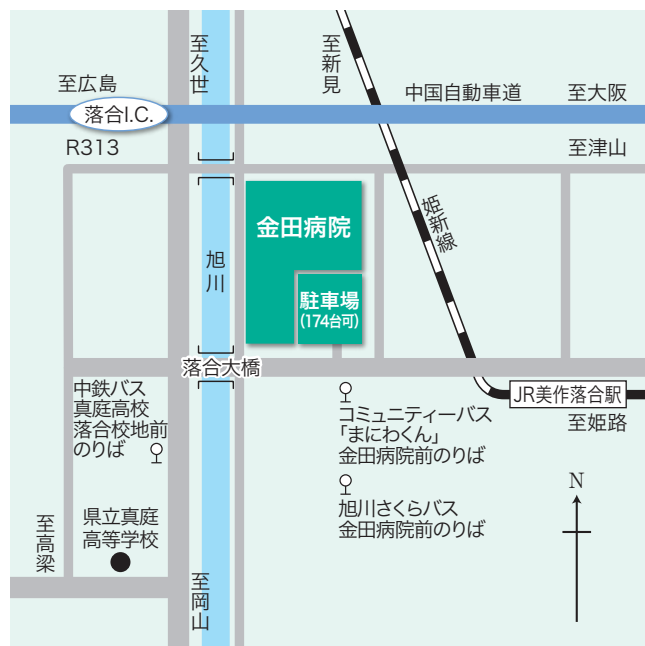 至久世
至新見
至広島
中国自動車道
至大阪
落合I.C.
R313
至津山
金田病院
姫新線
旭川
駐車場
(174台可)
落合大橋
中鉄バス
真庭高校
落合校地前
のりば
JR美作落合駅
至姫路
コミュニティーバス
「まにわくん」
金田病院前のりば
旭川さくらバス
金田病院前のりば
N
県立真庭
高等学校
至高梁
至岡山